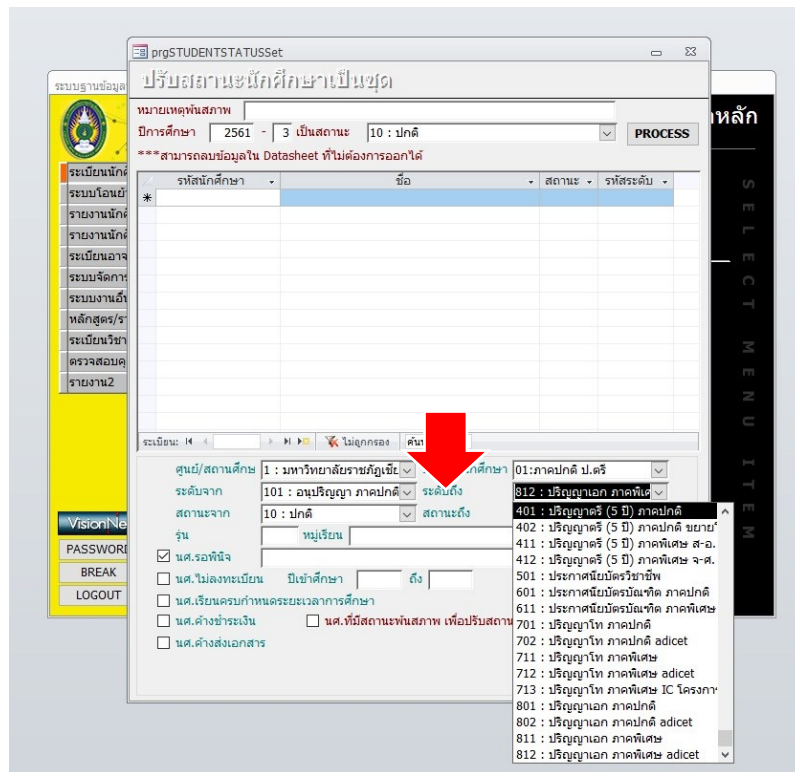 prgSTUDENTSTATUSSet
ระบบฐานข้อมูล
ปรับสถานะนักศึกษาเป็นชุด
หมายเหตุพ้นสภาพ
ปีการศึกษา 2561 - 3 เป็นสถานะ 10 : ปกติ PROCESS
***สามารถลบข้อมูลใน Datasheet ที่ไม่ต้องการออกได้
รหัสนักศึกษา ชื่อ สถานะ รหัสระดับ
หลัก
SELECT MENU ITEM
ระเบียนนัก
ระบบโอนย้
รายงานนัก
รายงานนัก
ระเบียนอาจ
ระบบจัดการ
ระบบงานอื่
หลักสูตร/ร
ระเบียนวิชา
ตรวจสอบคุ
รายงาน2
VisionNe
PASSWOR
BREAK
LOGOUT
ระเบียน: ไม่ถูกกรอง ค้น
ศูนย์/สถานศึกษ 1 : มหาวิทยาลัยราชภัฏเชีย กศึกษา 01:ภาคปกติ ป.ตรี
ระดับจาก 101 : อนุปริญญา ภาคปกติ ระดับถึง 812 : ปริญญาเอก ภาคพิเศ
สถานะจาก 10 : ปกติ สถานะถึง
รุ่น หมู่เรียน
นศ.รอพินิจ
นศ.ไม่ลงทะเบียน ปีเข้าศึกษา ถึง
นศ.เรียนครบกำหนดระยะเวลาการศึกษา
นศ.ค้างชำระเงิน นศ.ที่มีสถานะพ้นสภาพ เพื่อปรับสถาน
นศ.ค้างส่งเอกสาร
401 : ปริญญาตรี (5 ปี) ภาคปกติ
402 : ปริญญาตรี (5 ปี) ภาคปกติ ขยาย
411 : ปริญญาตรี (5 ปี) ภาคพิเศษ ส-อ.
412 : ปริญญาตรี (5 ปี) ภาคพิเศษ จ-ศ.
501 : ประกาศนียบัตรวิชาชีพ
601 : ประกาศนียบัตรบัณฑิต ภาคปกติ
611 : ประกาศนียบัตรบัณฑิต ภาคพิเศษ
701 : ปริญญาโท ภาคปกติ
702 : ปริญญาโท ภาคปกติ adicet
711 : ปริญญาโท ภาคพิเศษ
712 : ปริญญาโท ภาคพิเศษ adicet
713 : ปริญญาโท ภาคพิเศษ IC โครงกา
801 : ปริญญาเอก ภาคปกติ
802 : ปริญญาเอก ภาคปกติ adicet
811 : ปริญญาเอก ภาคพิเศษ
812 : ปริญญาเอก ภาคพิเศษ adicet